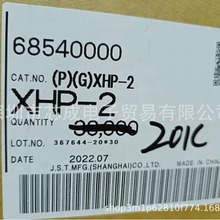 68540000
CAT.NO. (P)(G)XHP-2
XHP-2
QUANTITY 30,000 201C
LOT 367644-20*30
DATE 2022.07
J.S.T.MFG.(SHANGHAI)CO.,LTD.